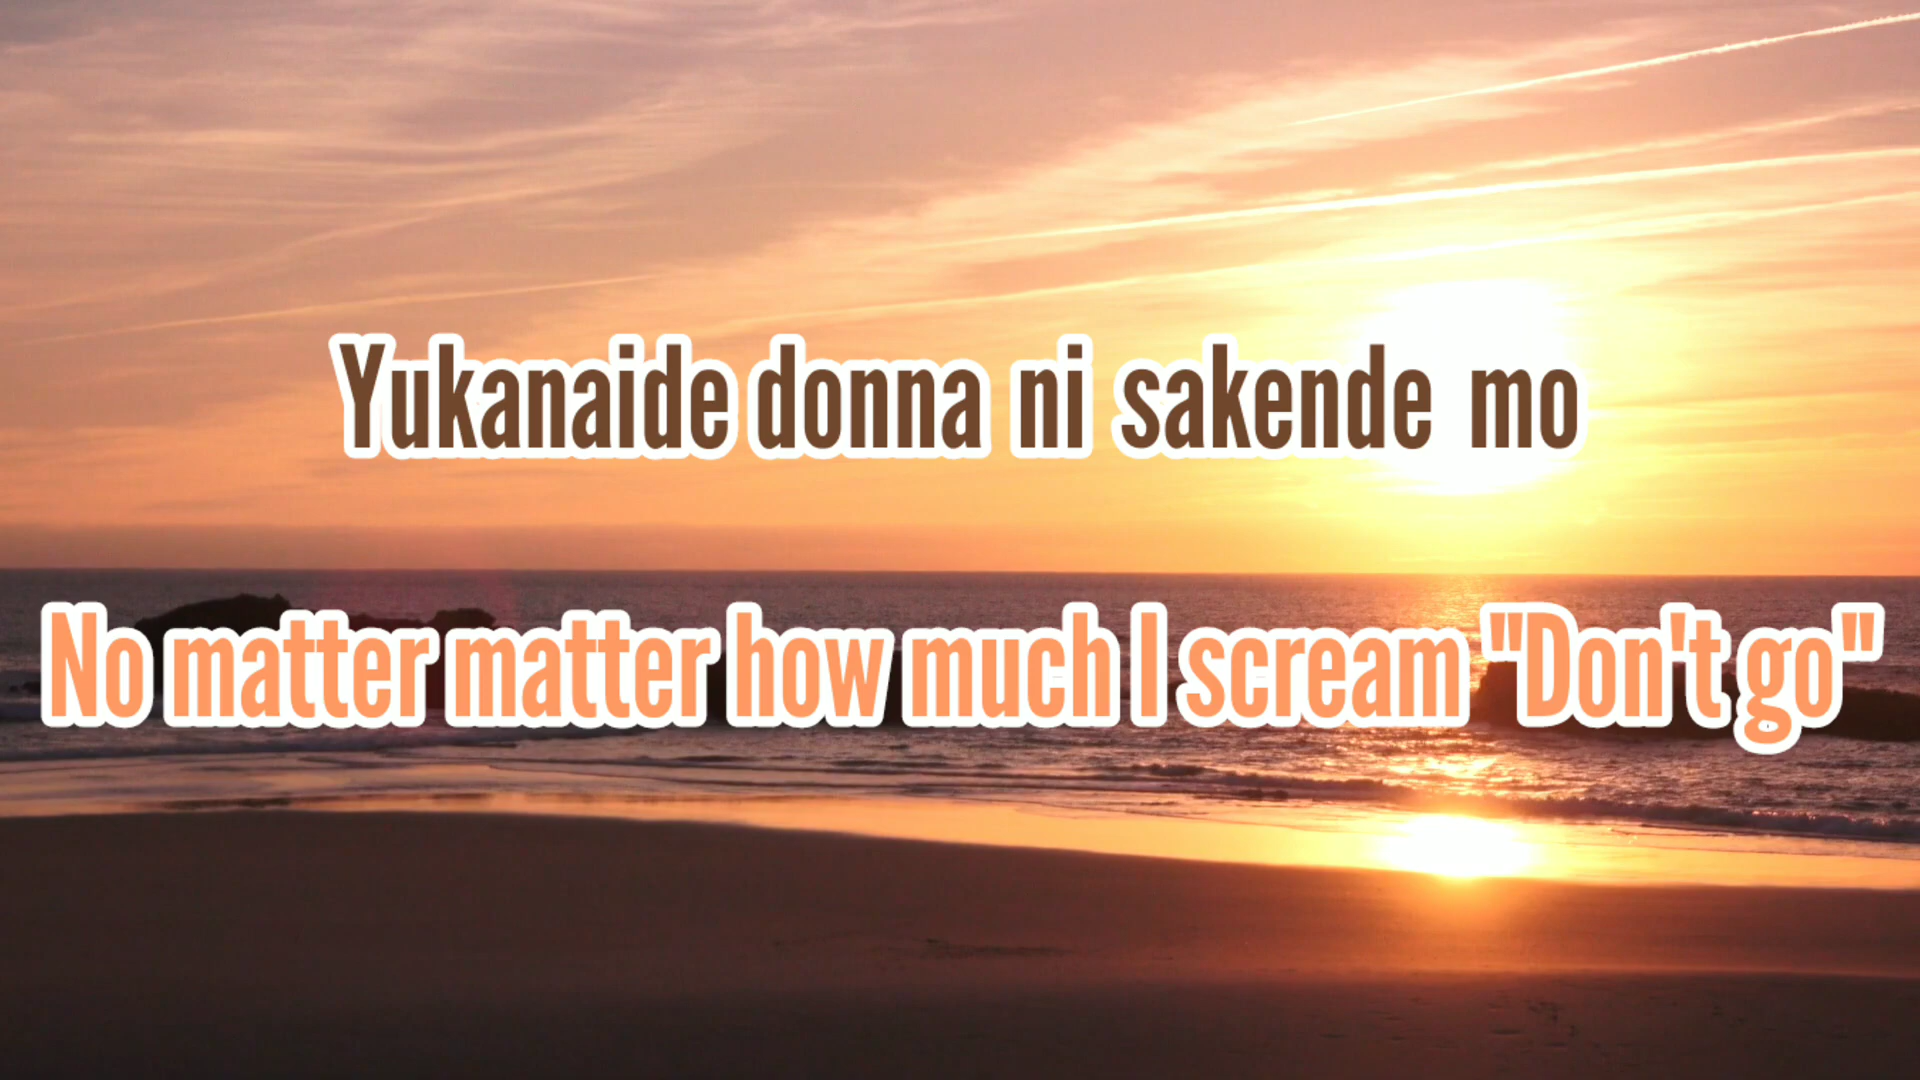 Yukanaide donna ni sakende mo
No matter matter how much I scream "Don't go"